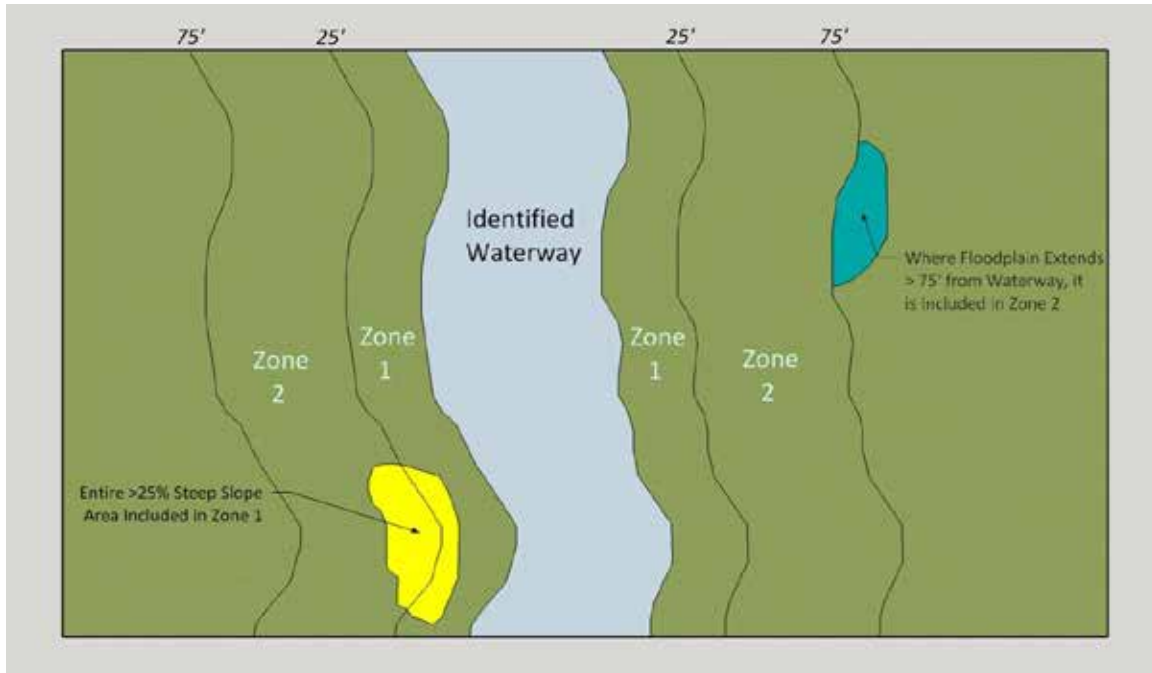 75'
25'
25'
75'
Identified
Waterway
Where Floodplain Extends
> 75' from Waterway, it
is Included in Zone 2
Zone
2
Zone
1
Zone
1
Zone
2
Entire >25% Steep Slope
Area Included in Zone 1